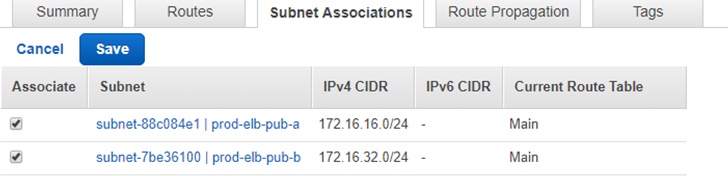 Summary Routes Subnet Associations Route Propagation Tags
Cancel Save
Associate Subnet IPv4 CIDR IPv6 CIDR Current Route Table
subnet-88c084e1 | prod-elb-pub-a 172.16.16.0/24 - Main
subnet-7be36100 | prod-elb-pub-b 172.16.32.0/24 - Main